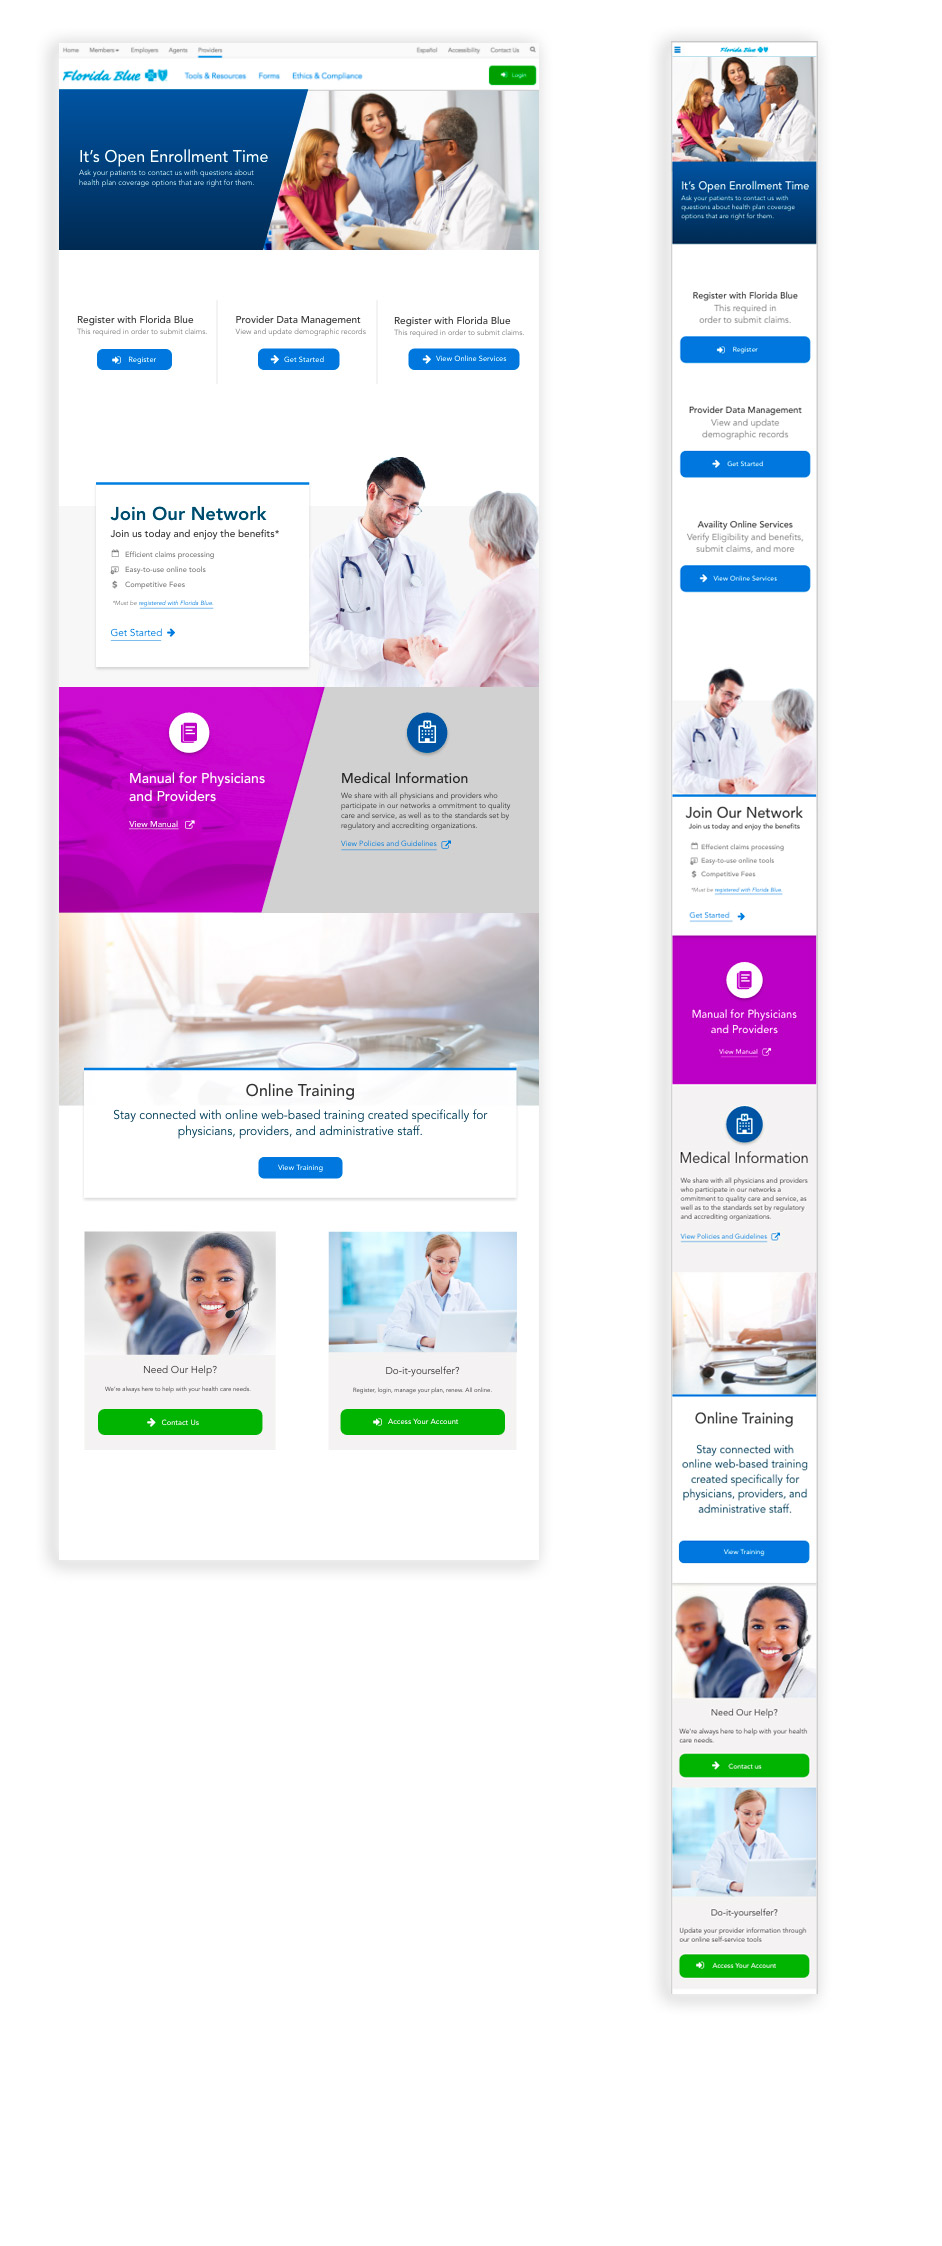 Home Members Employers Agents Providers Español Accessibility Contact Us
Florida Blue Tools & Resources Forms Ethics & Compliance Login
It's Open Enrollment Time
Ask your patients to contact us with questions about
health plan coverage options that are right for them.
Register with Florida Blue
This required in order to submit claims.
Register
Provider Data Management
View and update demographic records
Get Started
Register with Florida Blue
This required in order to submit claims.
View Online Services
Join Our Network
Join us today and enjoy the benefits*
Efficient claims processing
Easy-to-use online tools
$ Competitive Fees
*Must be registered with Florida Blue.
Get Started
Manual for Physicians
and Providers
View Manual
H
Medical Information
We share with all physicians and providers who
participate in our networks a ommitment to quality
care and service, as well as to the standards set by
regulatory and accrediting organizations.
View Policies and Guidelines
Online Training
Stay connected with online web-based training created specifically for
physicians, providers, and administrative staff.
View Training
Need Our Help?
We're always here to help with your health care needs.
Contact Us
Do-it-yourselfer?
Register, login, manage your plan, renew. All online.
Access Your Account
Florida Blue
It's Open Enrollment Time
Ask your patients to contact us with
questions about health plan coverage
options that are right for them.
Register with Florida Blue
This required in
order to submit claims.
Register
Provider Data Management
View and update
demographic records
Get Started
Availity Online Services
Verify Eligibility and benefits,
submit claims, and more
View Online Services
Join Our Network
Join us today and enjoy the benefits
Effecient claims processing
Easy-to-use online tools
$ Competitive Fees
*Must be registered with Florida Blue.
Get Started
Manual for Physicians
and Providers
View Manual
H
Medical Information
We share with all physicians and providers
who participate in our networks a
ommitment to quality care and service, as
well as to the standards set by regulatory
and accrediting organizations.
View Policies and Guidelines
Online Training
Stay connected with
online web-based training
created specifically for
physicians, providers, and
administrative staff.
View Training
Need Our Help?
We're always here to help with your health
care needs.
Contact us
Do-it-yourselfer?
Update your provider information through
our online self-service tools
Access Your Account